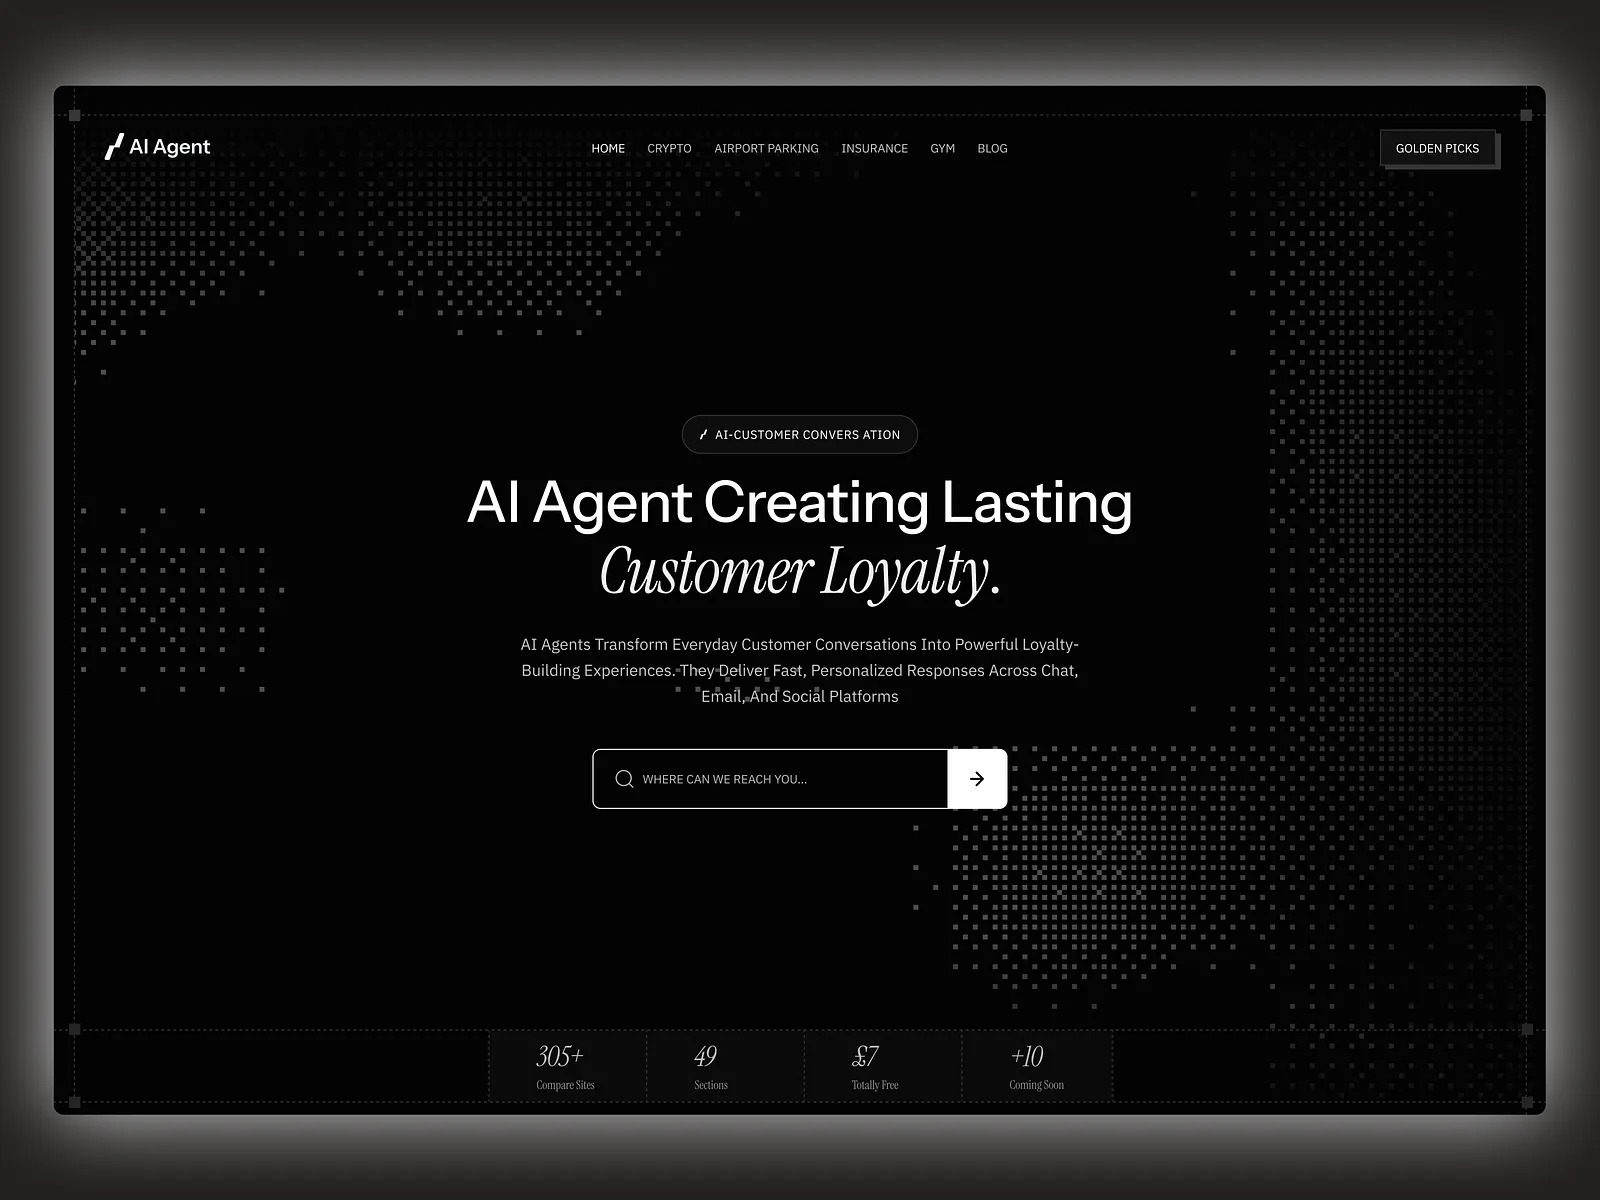 AI Agent
HOME CRYPTO AIRPORT PARKING INSURANCE GYM BLOG
GOLDEN PICKS
AI-CUSTOMER CONVERS ATION
AI Agent Creating Lasting
Customer Loyalty.
AI Agents Transform Everyday Customer Conversations Into Powerful Loyalty-
Building Experiences. They Deliver Fast, Personalized Responses Across Chat,
Email, And Social Platforms
WHERE CAN WE REACH YOU...
305+ 49 £7 +10
Compare Sites Sections Totally Free Coming Soon